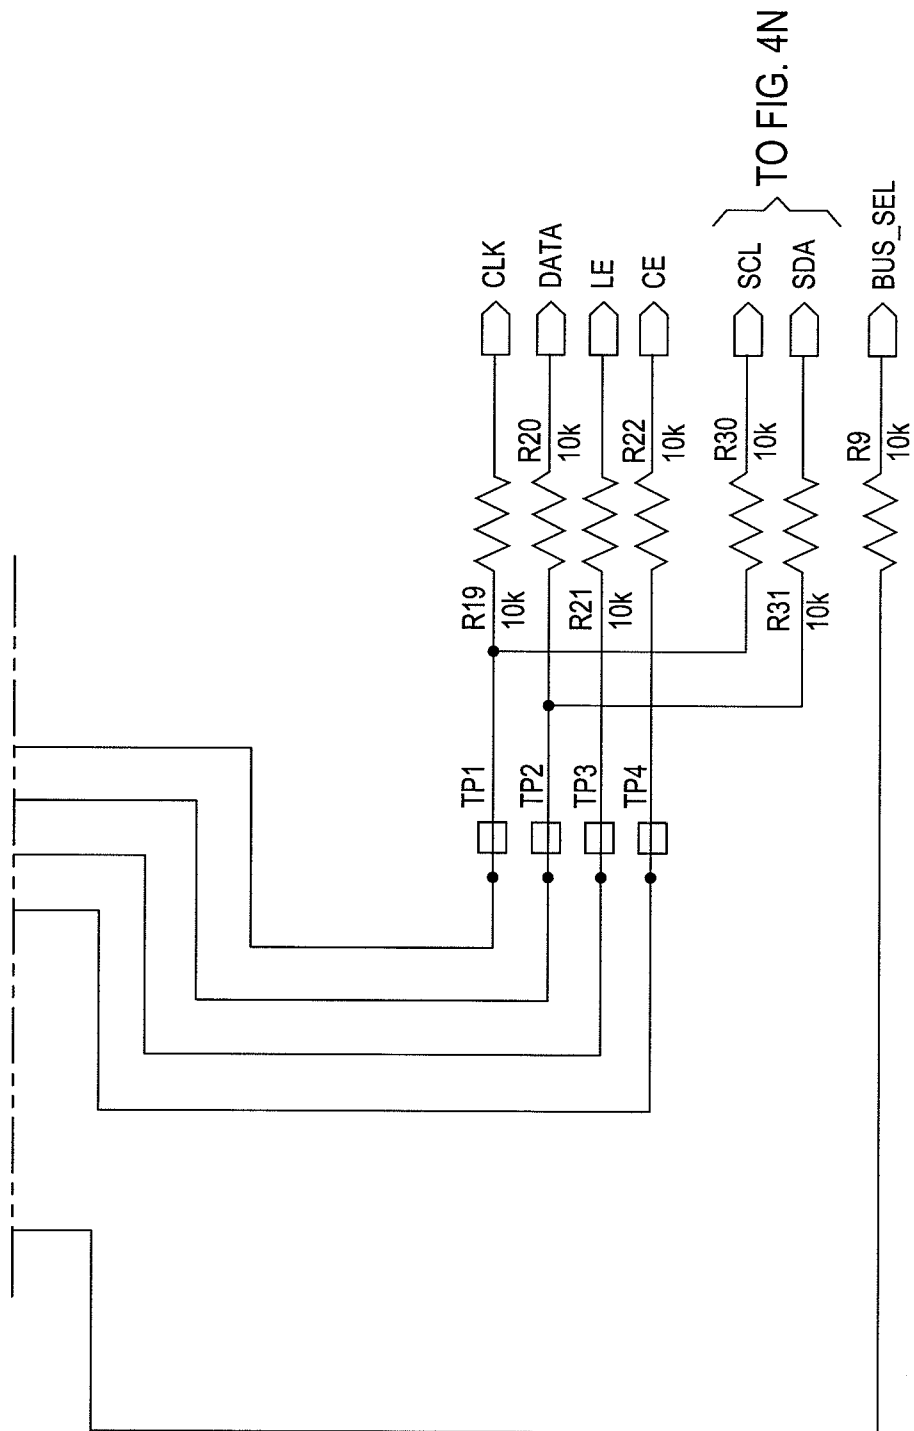 CLK
DATA
LE
CE
TO FIG. 4N
SCL
SDA
BUS_SEL
R19
10k
R20
10k
R21
10k
R22
10k
R30
10k
R31
10k
R9
10k
TP1
TP2
TP3
TP4